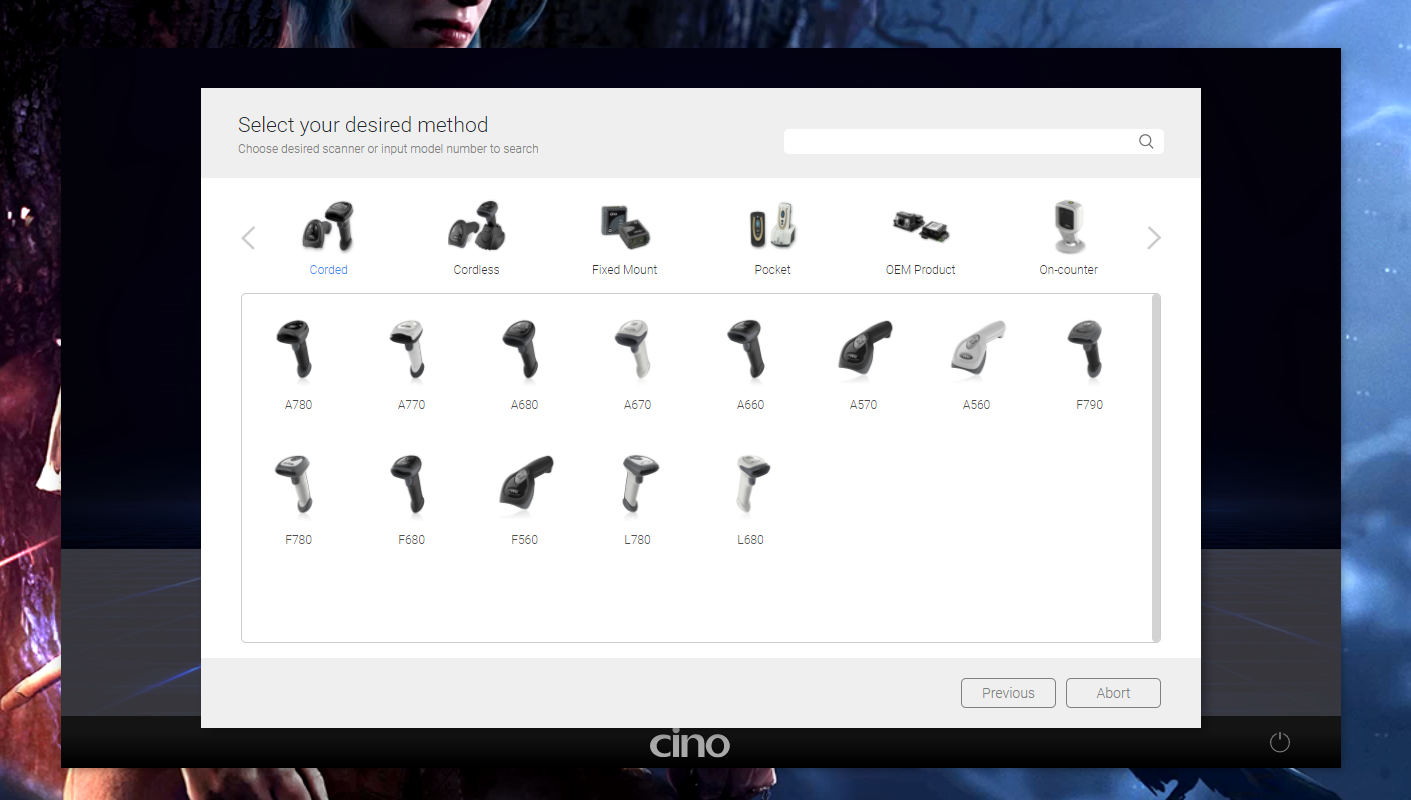 Select your desired method
Choose desired scanner or input model number to search
Corded
Cordless
Fixed Mount
Pocket
OEM Product
On-counter
A780
A770
A680
A670
A660
A570
A560
F790
F780
F680
F560
L780
L680
Previous
Abort
cino